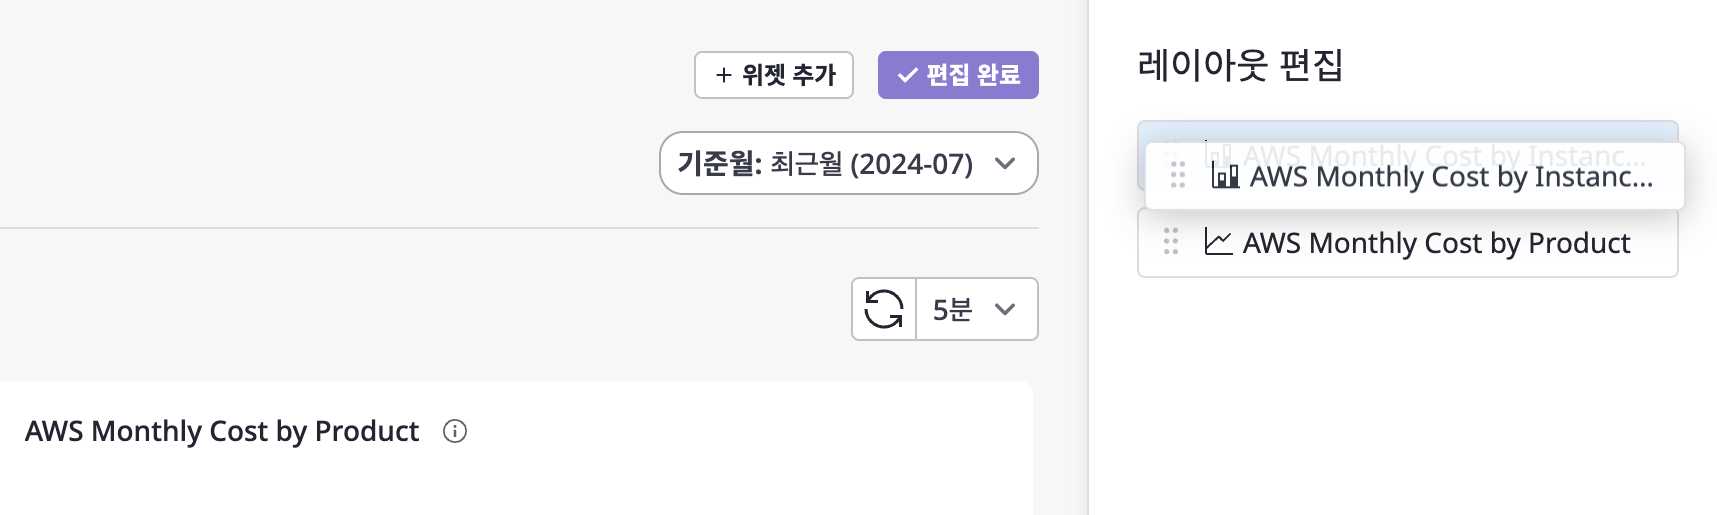 + 위젯 추가
편집 완료
기준월: 최근월 (2024-07)
5분
AWS Monthly Cost by Product
레이아웃 편집
AWS Monthly Cost by Instanc...
AWS Monthly Cost by Instanc...
AWS Monthly Cost by Product